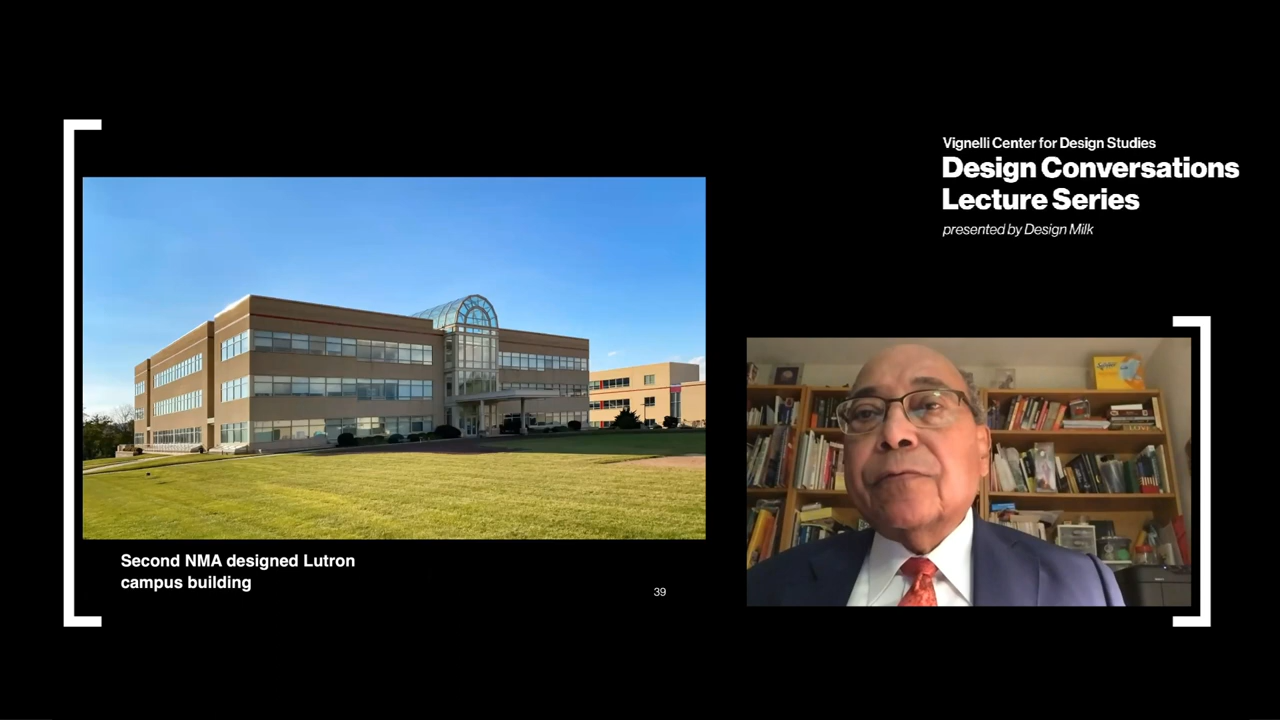 Vignelli Center for Design Studies
Design Conversations
Lecture Series
presented by Design Milk
Second NMA designed Lutron
campus building
39